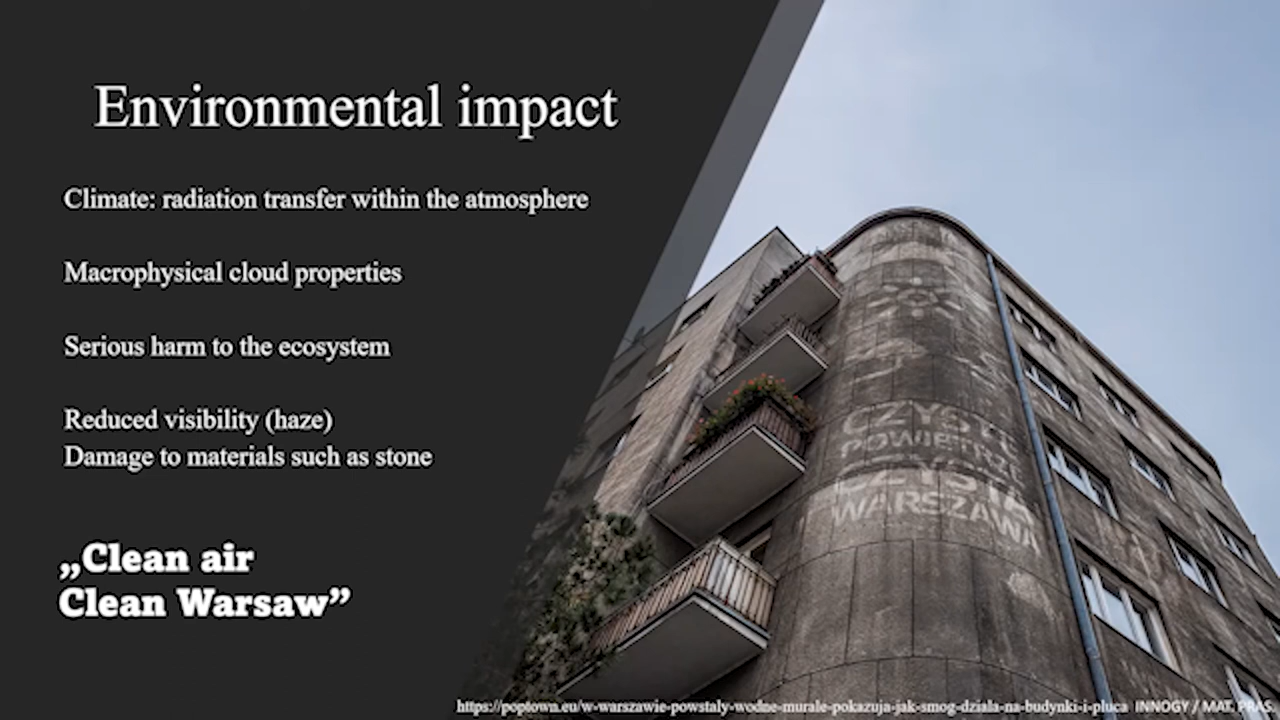 Environmental impact
Climate: radiation transfer within the atmosphere
Macrophysical cloud properties
Serious harm to the ecosystem
Reduced visibility (haze)
Damage to materials such as stone
„Clean air
Clean Warsaw”
CZYSTE
POWIETRZE
CZYSTA
WARSZAWA
https://poptown.eu/w-warszawie-powstaly-wodne-murale-pokazuja-jak-smog-dziala-na-budynki-i-pluca INNOGY / MAT. PRAS.